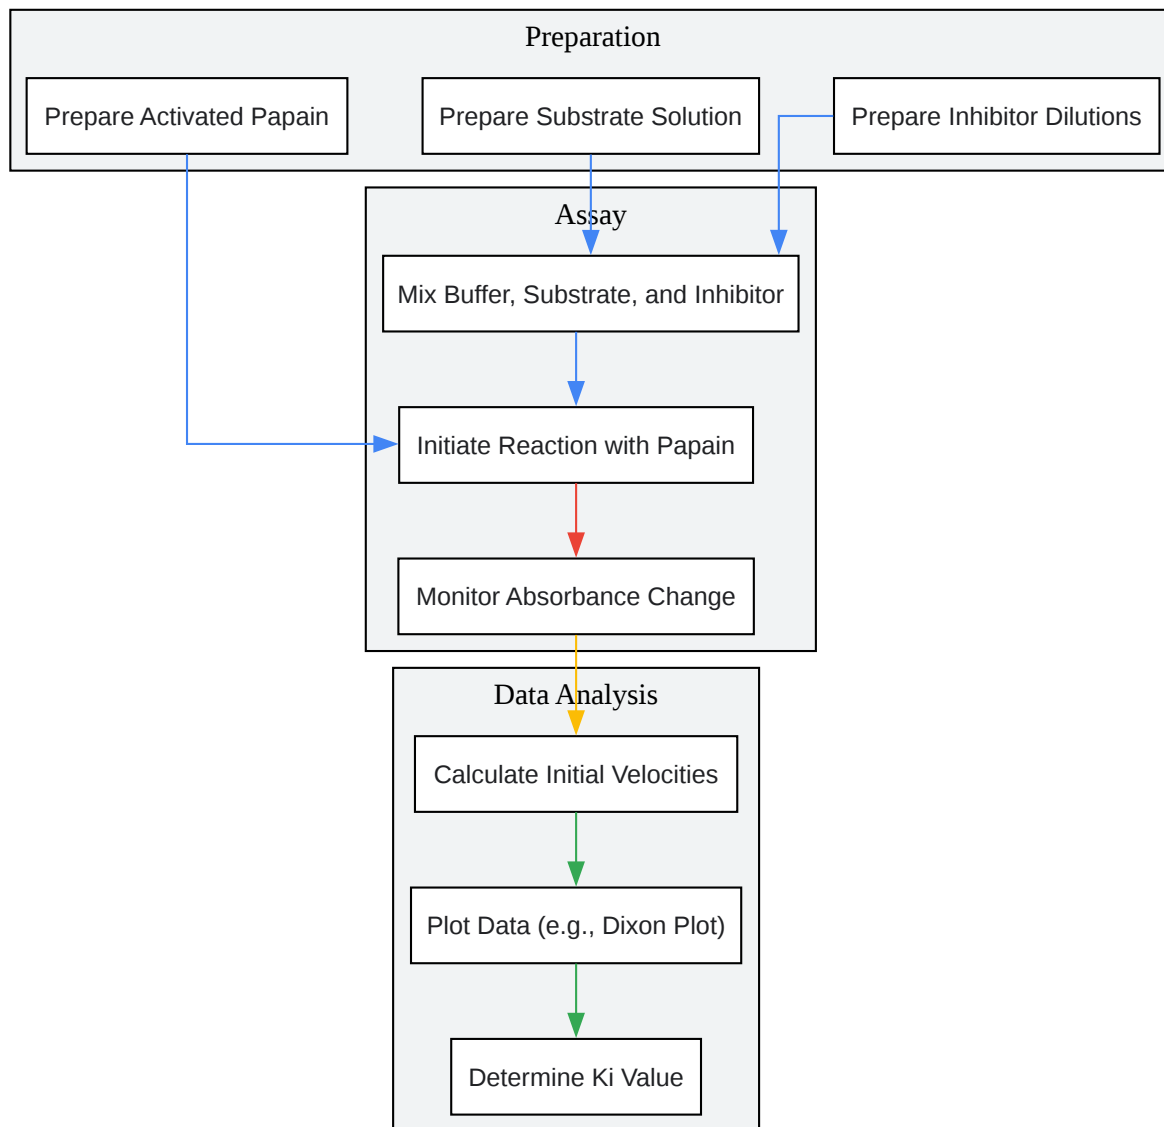 Preparation
Prepare Activated Papain
Prepare Substrate Solution
Prepare Inhibitor Dilutions
Assay
Mix Buffer, Substrate, and Inhibitor
Initiate Reaction with Papain
Monitor Absorbance Change
Data Analysis
Calculate Initial Velocities
Plot Data (e.g., Dixon Plot)
Determine Ki Value